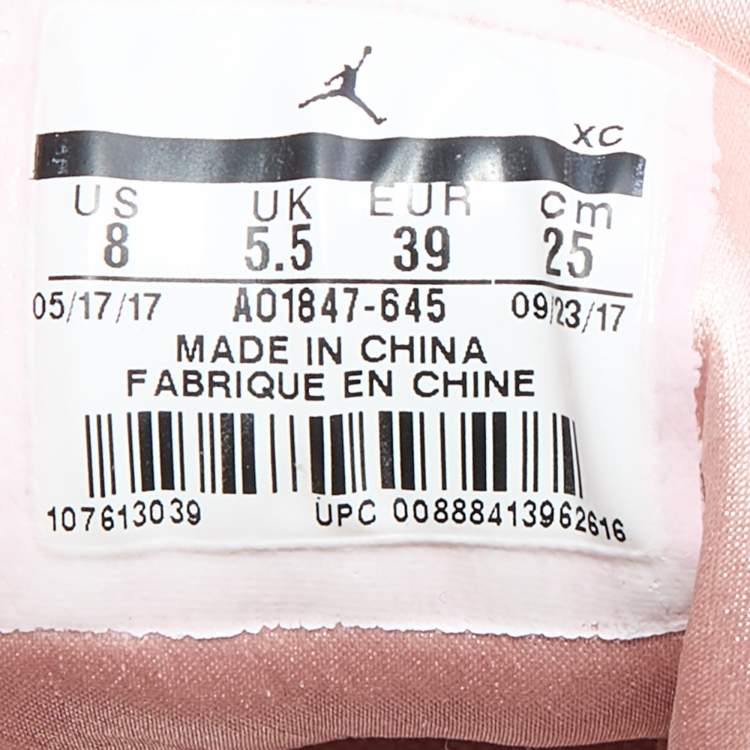 XC
US UK EUR Cm
8 5.5 39 25
05/17/17 AO1847-645 09/23/17
MADE IN CHINA
FABRIQUE EN CHINE
107613039 UPC 00888413962616